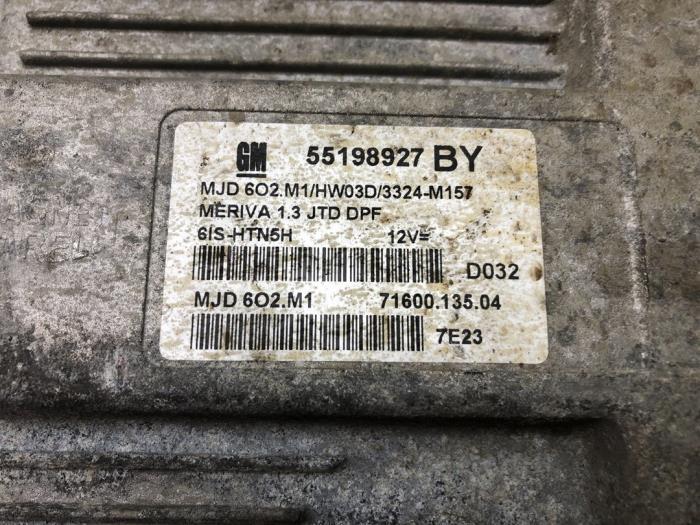 GM 55198927 BY
MJD 6O2.M1/HW03D/3324-M157
MERIVA 1.3 JTD DPF
6IS-HTN5H 12V=
D032
MJD 6O2.M1 71600.135.04
7E23